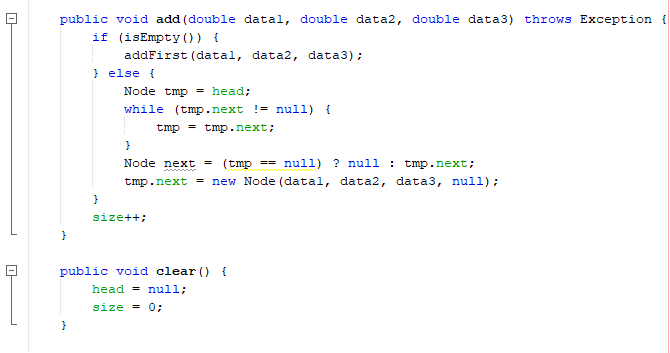 public void add(double data1, double data2, double data3) throws Exception {
if (isEmpty()) {
addFirst(data1, data2, data3);
} else {
Node tmp = head;
while (tmp.next != null) {
tmp = tmp.next;
}
Node next = (tmp == null) ? null : tmp.next;
tmp.next = new Node(data1, data2, data3, null);
}
size++;
}
public void clear() {
head = null;
size = 0;
}